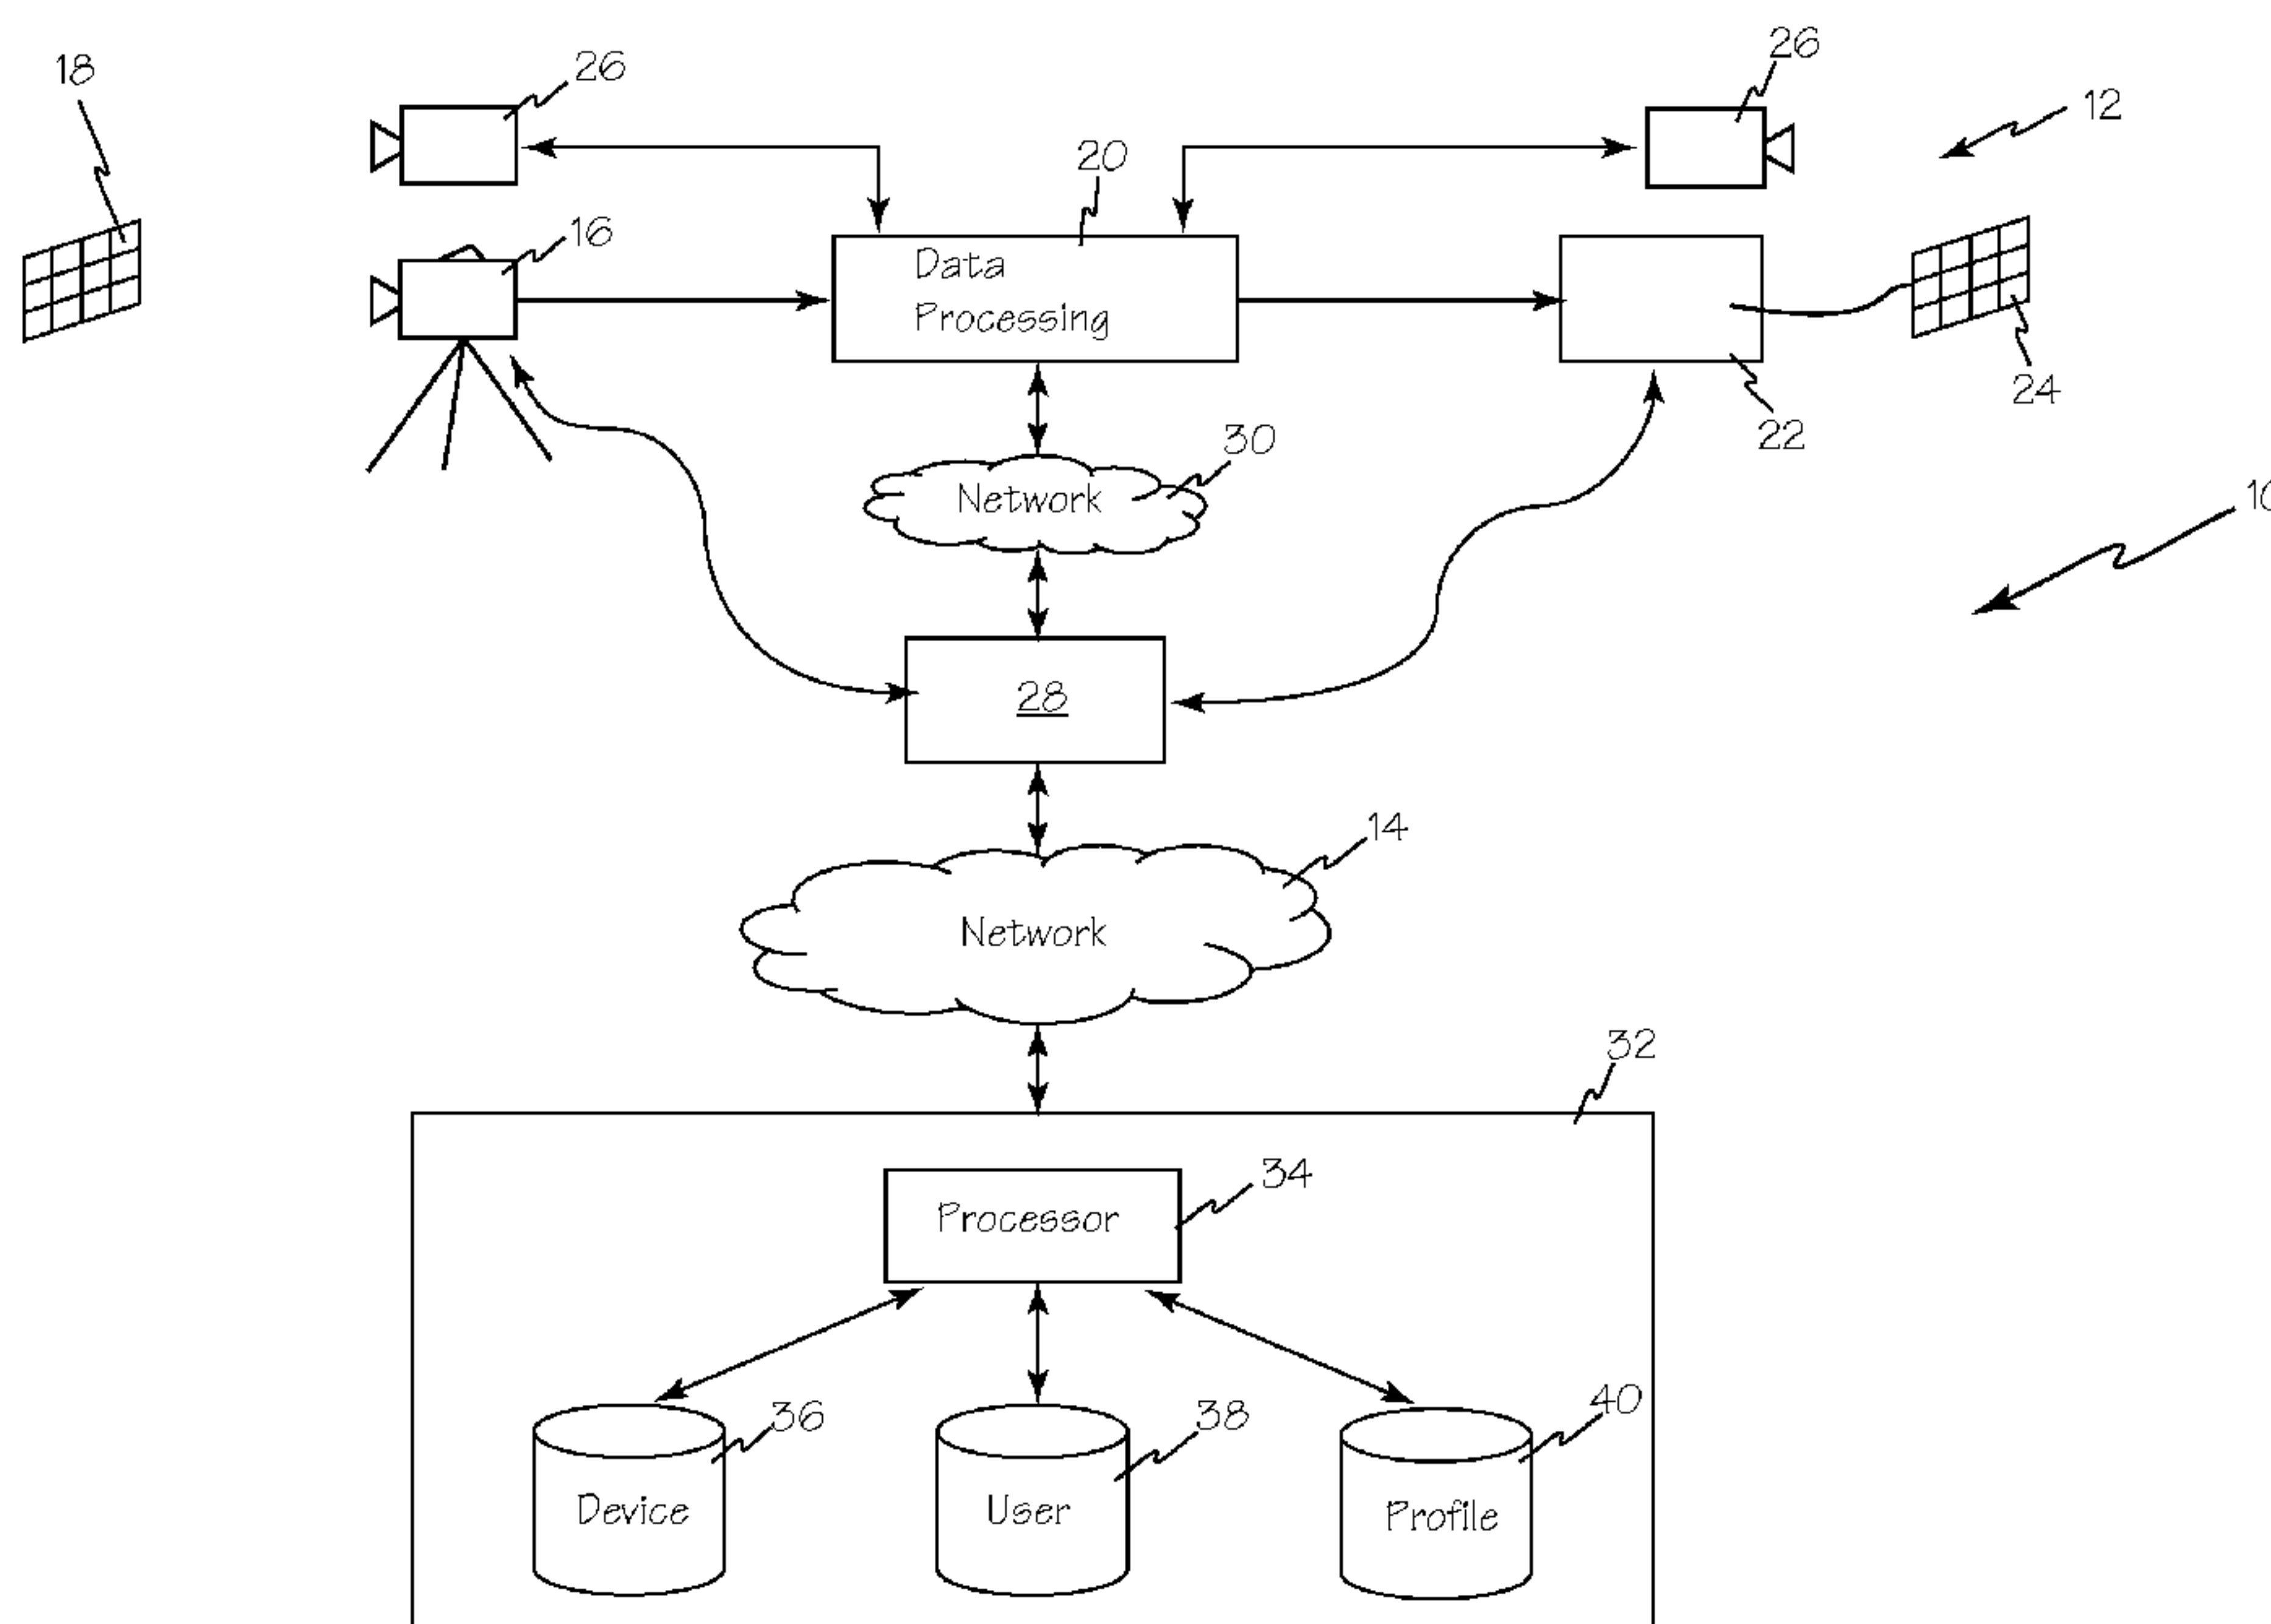 18
26
26
12
20
16
Data
Processing
24
22
30
Network
10
28
14
Network
32
34
Processor
36
38
40
Device
User
Profile